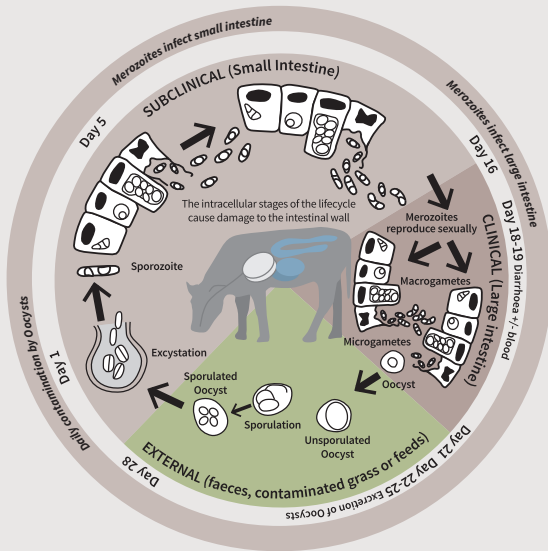 Merozoites infect small intestine
Merozoites infect large intestine
SUBCLINICAL (Small Intestine)
Day 5
Day 16
The intracellular stages of the lifecycle
cause damage to the intestinal wall
Merozoites
reproduce sexually
Day 18-19 Diarrhoea +/- blood
CLINICAL (Large intestine)
Sporozoite
Macrogametes
Microgametes
Excystation
Oocyst
Sporulated
Oocyst
Sporulation
Unsporulated
Oocyst
Day 1
Daily contamination by Oocysts
EXTERNAL (faeces, contaminated grass or feeds)
Day 28
Day 21 Day 22-25 Excretion of Oocysts